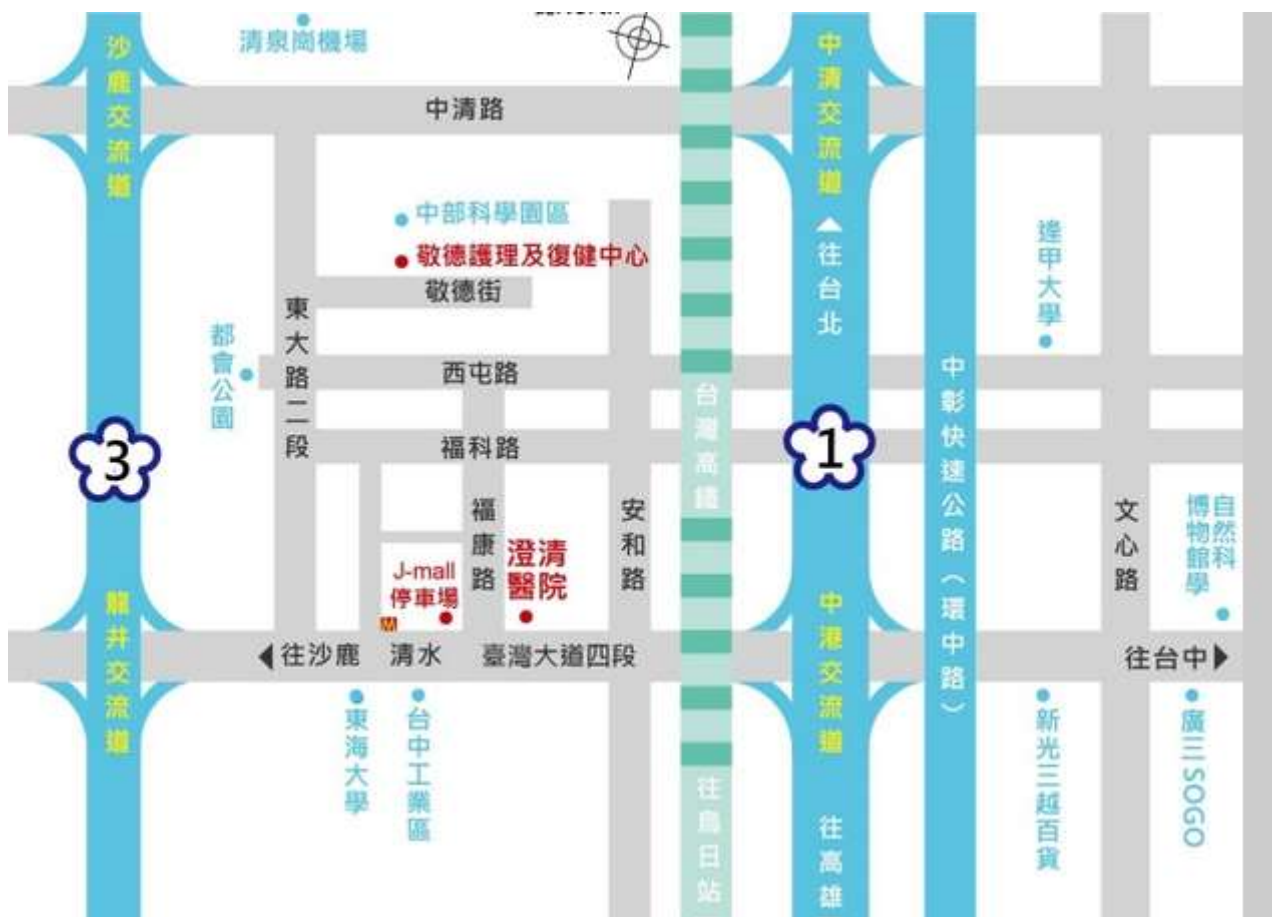 清泉崗機場
沙鹿交流道
中清路
中清交流道
往台北
中部科學園區
敬德護理及復健中心
敬德街
逢甲大學
東大路二段
都會公園
西屯路
台灣高鐵
中彰快速公路(環中路)
3
福科路
1
福康路
安和路
文心路
自然科
博物館學
澄清
醫院
J-mall
停車場
M
龍井交流道
中港交流道
往沙鹿
清水
臺灣大道四段
往台中
東海大學
台中工業區
新光三越百貨
廣三SOGO
往烏日站
往高雄